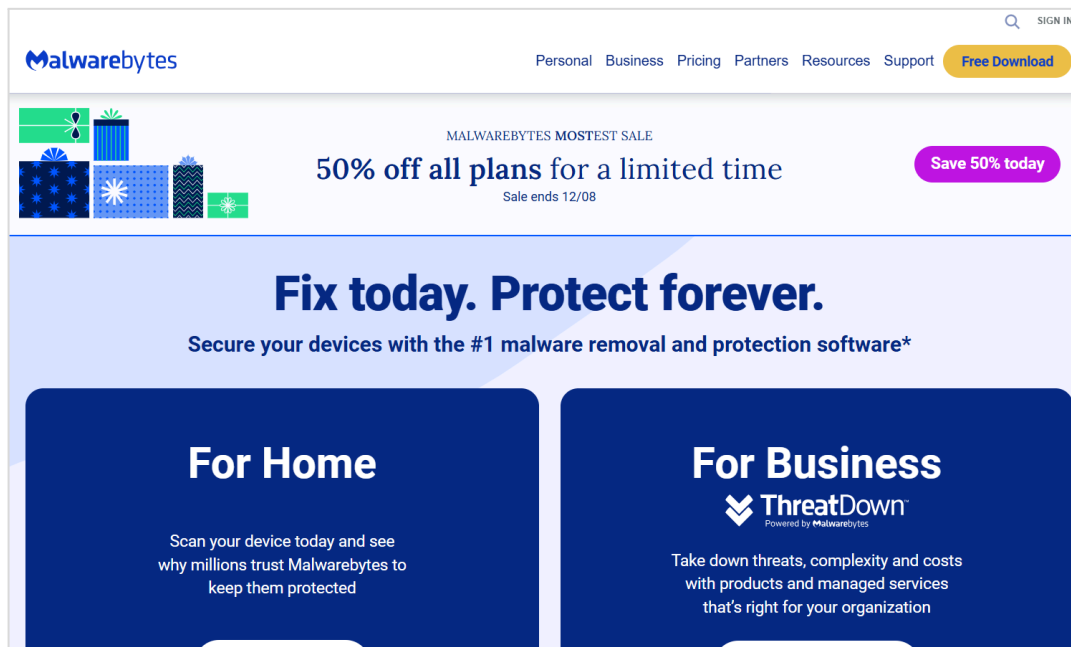 SIGN IN
Malwarebytes
Personal Business Pricing Partners Resources Support Free Download
MALWAREBYTES MOSTEST SALE
50% off all plans for a limited time
Sale ends 12/08
Save 50% today
Fix today. Protect forever.
Secure your devices with the #1 malware removal and protection software*
For Home
Scan your device today and see
why millions trust Malwarebytes to
keep them protected
For Business
ThreatDown™
Powered by Malwarebytes
Take down threats, complexity and costs
with products and managed services
that's right for your organization